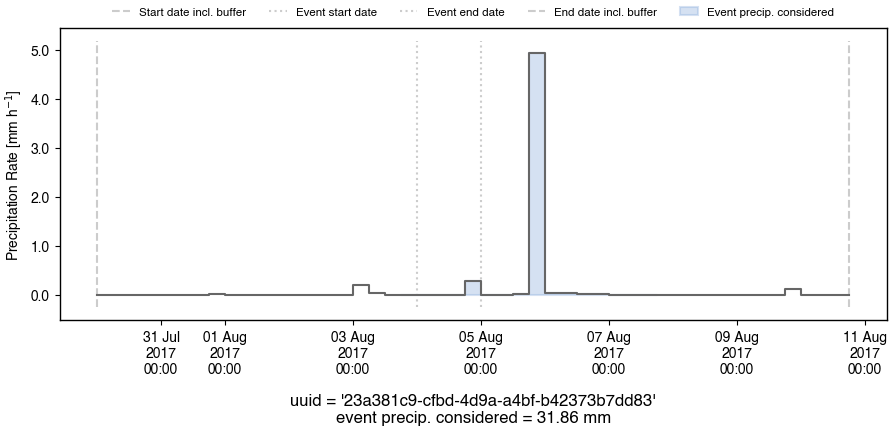 Start date incl. buffer Event start date Event end date End date incl. buffer Event precip. considered
Precipitation Rate [mm h⁻¹]
5.0
4.0
3.0
2.0
1.0
0.0
31 Jul 01 Aug 03 Aug 05 Aug 07 Aug 09 Aug 11 Aug
2017 2017 2017 2017 2017 2017 2017
00:00 00:00 00:00 00:00 00:00 00:00 00:00
uuid = '23a381c9-cfbd-4d9a-a4bf-b42373b7dd83'
event precip. considered = 31.86 mm